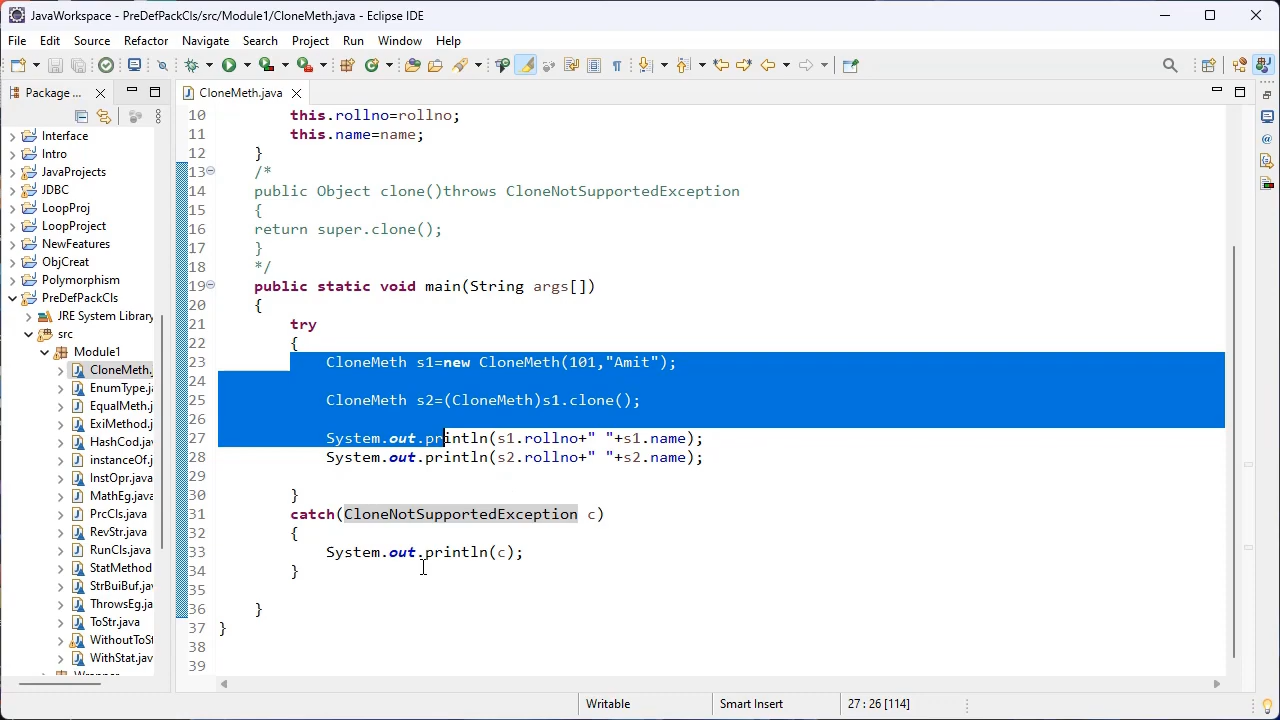 JavaWorkspace - PreDefPackCls/src/Module1/CloneMeth.java - Eclipse IDE
File Edit Source Refactor Navigate Search Project Run Window Help
Package ...
CloneMeth.java
Interface
Intro
JavaProjects
JDBC
LoopProj
LoopProject
NewFeatures
ObjCreat
Polymorphism
PreDefPackCls
JRE System Library
src
Module1
CloneMeth.
EnumType.ja
EqualMeth.j
ExiMethod.j
HashCod.jav
instanceOf.j
InstOpr.java
MathEg.java
PrcCls.java
RevStr.java
RunCls.java
StatMethod
StrBuiBuf.jav
ThrowsEg.ja
ToStr.java
WithoutToSt
WithStat.jav
10 this.rollno=rollno;
11 this.name=name;
12 }
13 /*
14 public Object clone()throws CloneNotSupportedException
15 {
16 return super.clone();
17 }
18 */
19 public static void main(String args[])
20 {
21 try
22 {
23 CloneMeth s1=new CloneMeth(101,"Amit");
24
25 CloneMeth s2=(CloneMeth)s1.clone();
26
27 System.out.println(s1.rollno+" "+s1.name);
28 System.out.println(s2.rollno+" "+s2.name);
29
30 }
31 catch(CloneNotSupportedException c)
32 {
33 System.out.println(c);
34 }
35
36 }
37 }
38
39
Writable Smart Insert 27 : 26 [114]